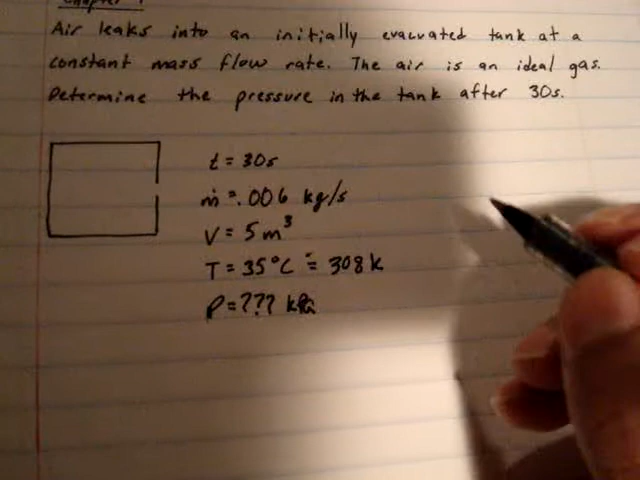 Chapter
Air leaks into an initially evacuated tank at a
constant mass flow rate. The air is an ideal gas.
Determine the pressure in the tank after 30s.
t = 30s
ṁ = .006 kg/s
V = 5 m³
T = 35°C = 308 K
P = ??? kPa